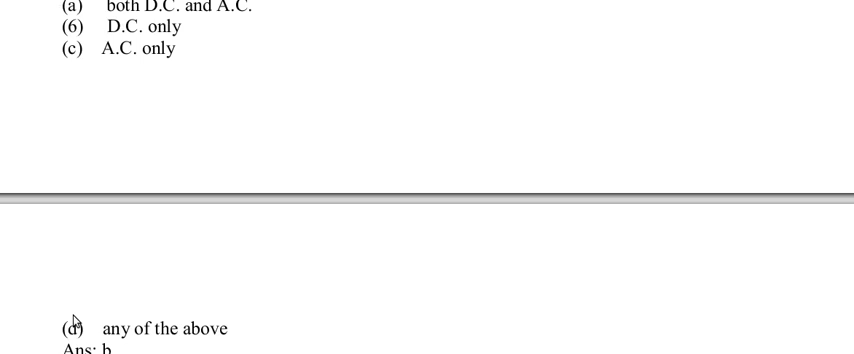 (a) both D.C. and A.C.
(6) D.C. only
(c) A.C. only
(d) any of the above
Ans: b